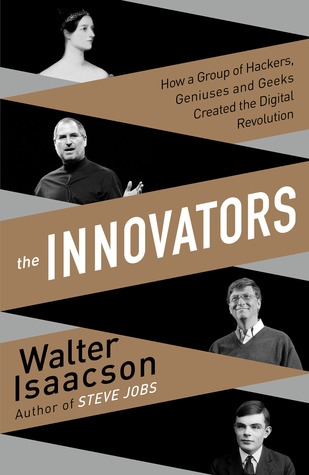 How a Group of Hackers,
Geniuses and Geeks
Created the Digital
Revolution
the INNOVATORS
Walter
Isaacson
Author of STEVE JOBS